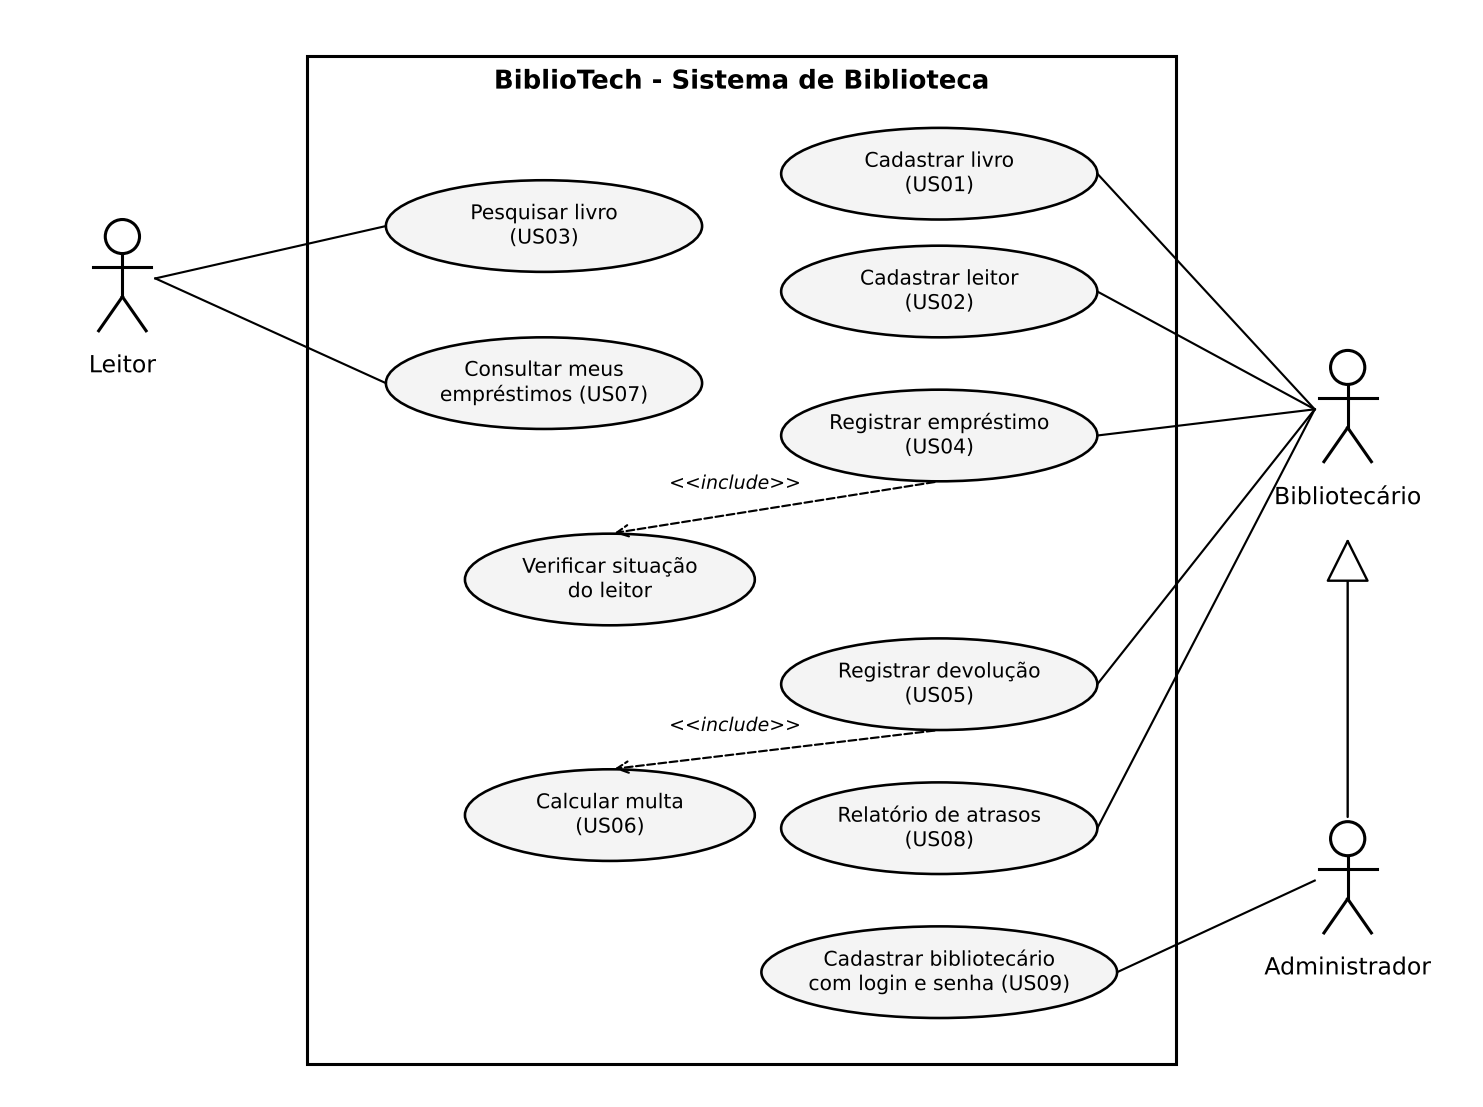 BiblioTech - Sistema de Biblioteca
Cadastrar livro
(US01)
Pesquisar livro
(US03)
Cadastrar leitor
(US02)
Leitor
Consultar meus
empréstimos (US07)
Registrar empréstimo
(US04)
<<include>>
Bibliotecário
Verificar situação
do leitor
Registrar devolução
(US05)
<<include>>
Calcular multa
(US06)
Relatório de atrasos
(US08)
Cadastrar bibliotecário
com login e senha (US09)
Administrador